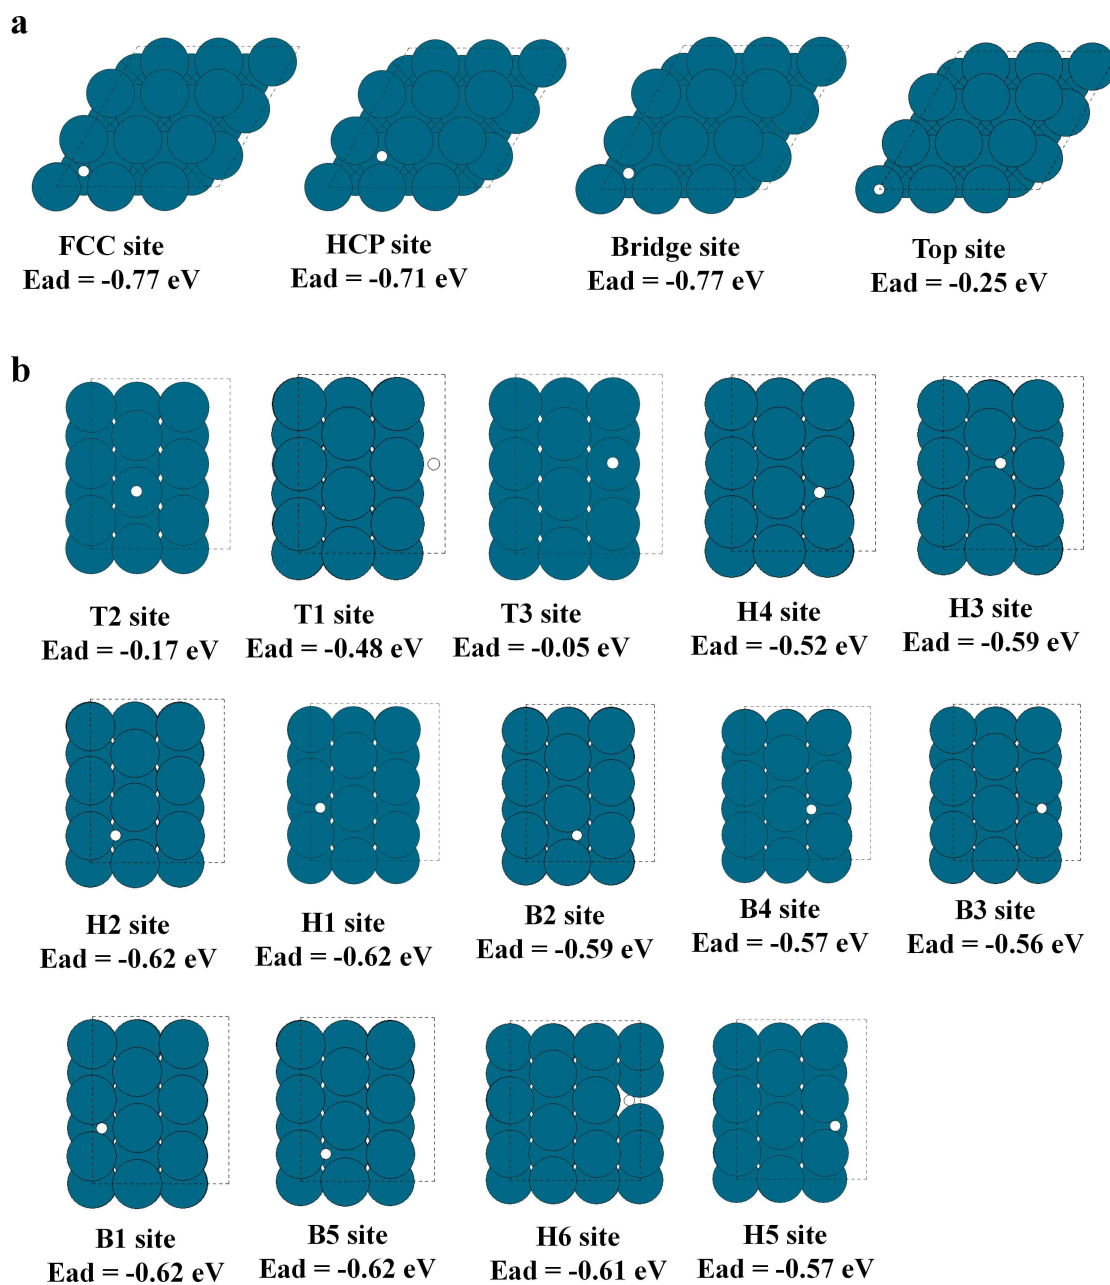 a
FCC site
Ead = -0.77 eV
HCP site
Ead = -0.71 eV
Bridge site
Ead = -0.77 eV
Top site
Ead = -0.25 eV
b
T2 site
Ead = -0.17 eV
T1 site
Ead = -0.48 eV
T3 site
Ead = -0.05 eV
H4 site
Ead = -0.52 eV
H3 site
Ead = -0.59 eV
H2 site
Ead = -0.62 eV
H1 site
Ead = -0.62 eV
B2 site
Ead = -0.59 eV
B4 site
Ead = -0.57 eV
B3 site
Ead = -0.56 eV
B1 site
Ead = -0.62 eV
B5 site
Ead = -0.62 eV
H6 site
Ead = -0.61 eV
H5 site
Ead = -0.57 eV